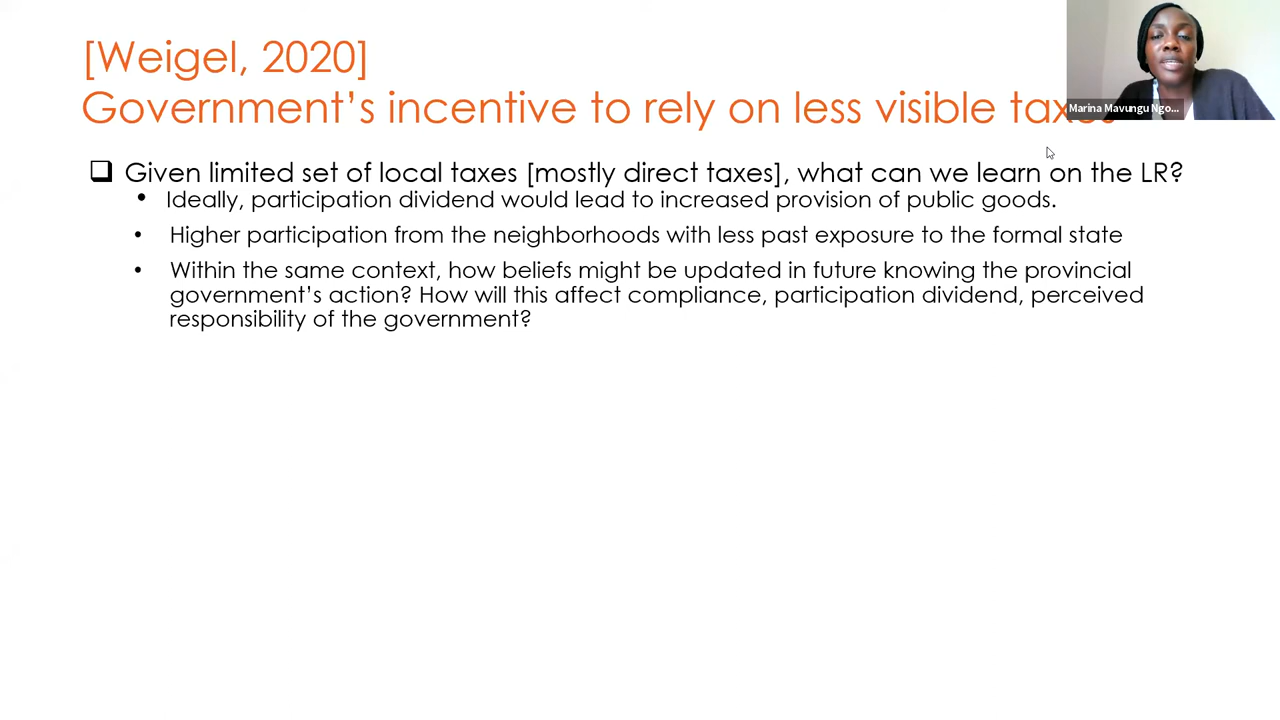 [Weigel, 2020]
Government’s incentive to rely on less visible taxes
Marina Mavungu Ngo...
❑ Given limited set of local taxes [mostly direct taxes], what can we learn on the LR?
• Ideally, participation dividend would lead to increased provision of public goods.
• Higher participation from the neighborhoods with less past exposure to the formal state
• Within the same context, how beliefs might be updated in future knowing the provincial
government’s action? How will this affect compliance, participation dividend, perceived
responsibility of the government?